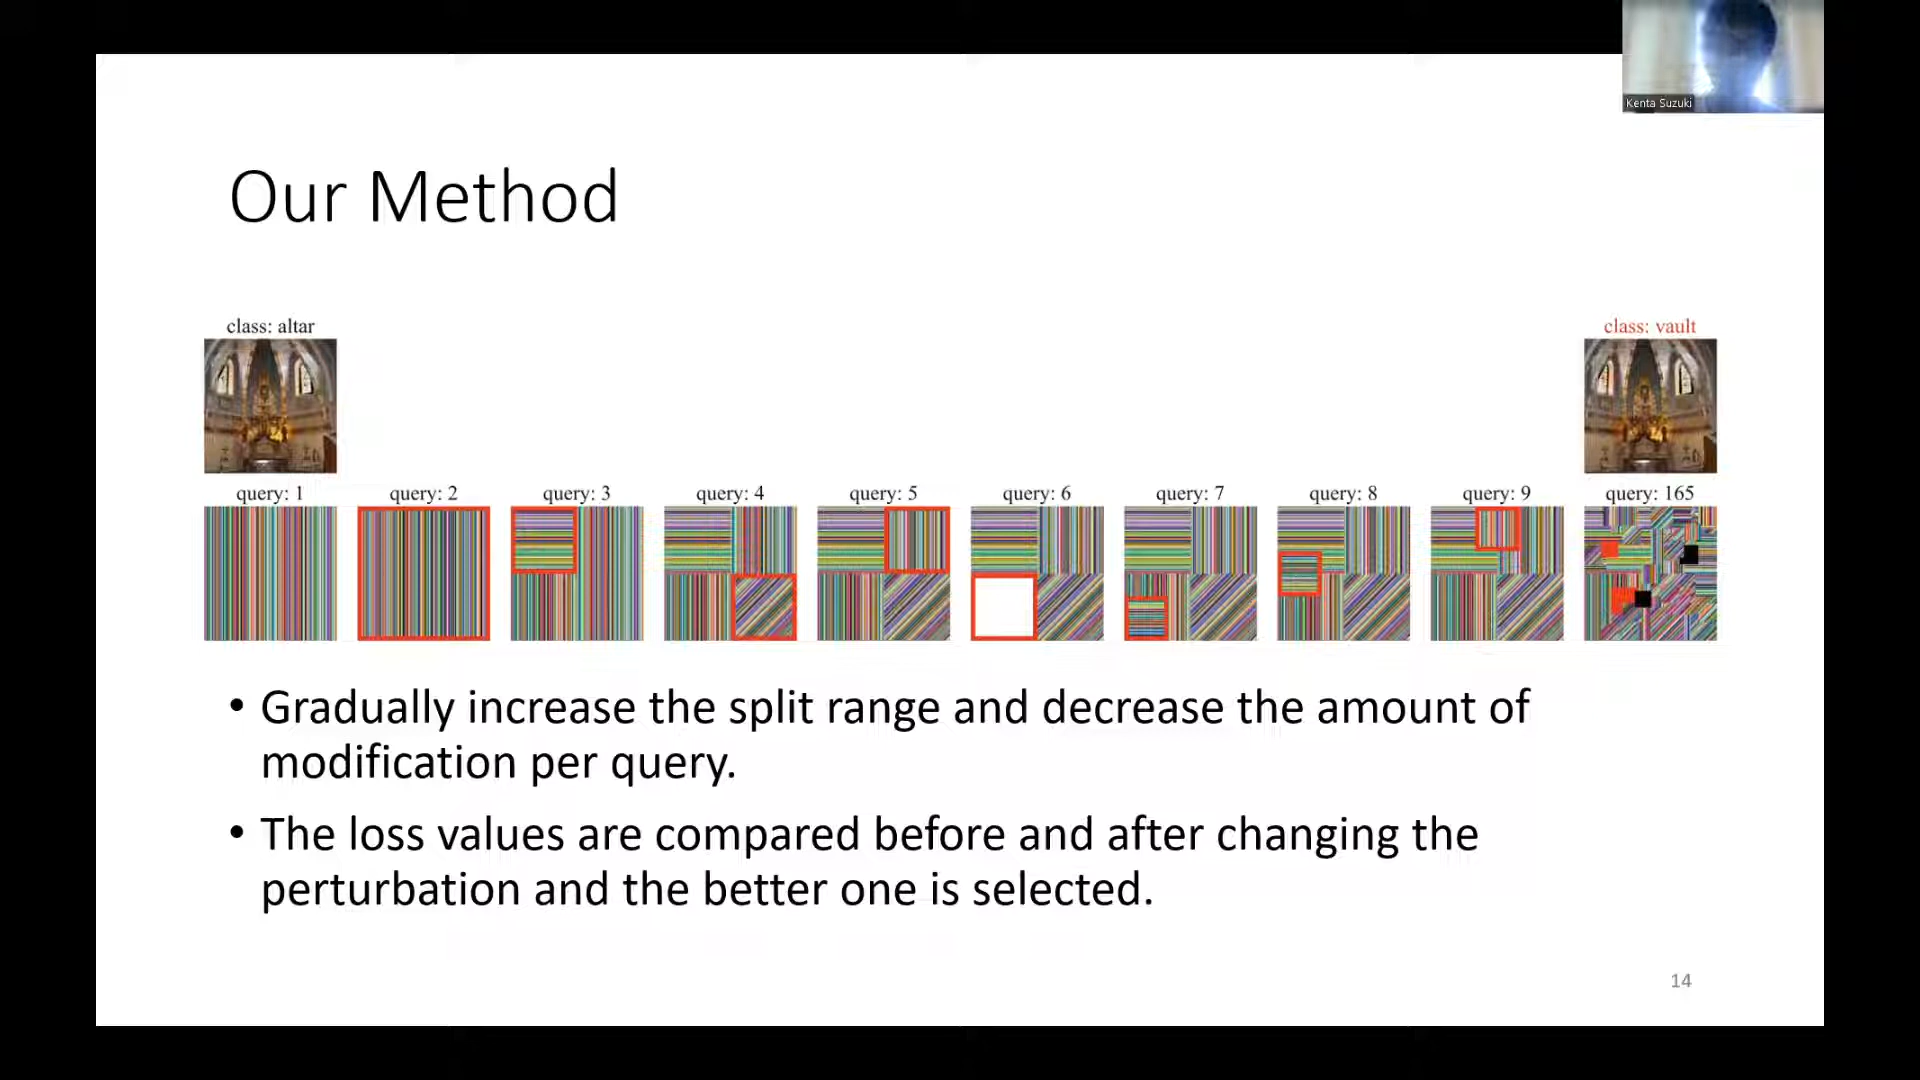 Kenta Suzuki
Our Method
class: altar
class: vault
query: 1
query: 2
query: 3
query: 4
query: 5
query: 6
query: 7
query: 8
query: 9
query: 165
• Gradually increase the split range and decrease the amount of
modification per query.
• The loss values are compared before and after changing the
perturbation and the better one is selected.
14